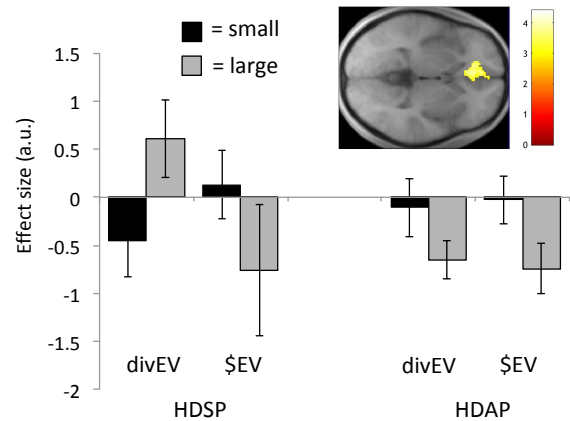 = small
= large
Effect size (a.u.)
1.5
1
0.5
0
-0.5
-1
-1.5
-2
4
3
2
1
0
divEV $EV divEV $EV
HDSP HDAP